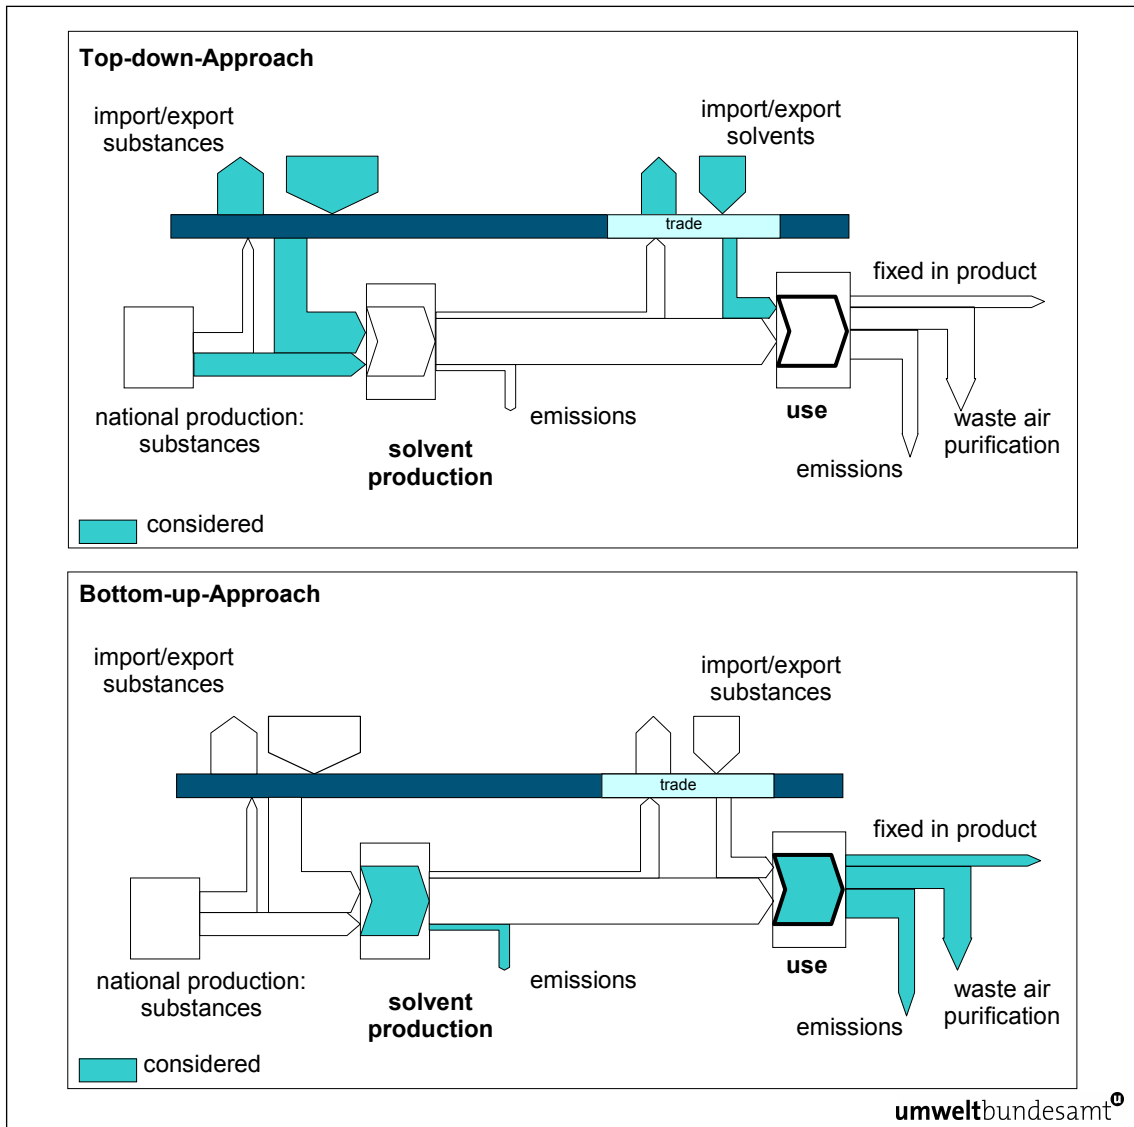 Top-down-Approach
import/export
substances
import/export
solvents
trade
fixed in product
national production:
substances
solvent
production
emissions
use
waste air
purification
emissions
considered
Bottom-up-Approach
import/export
substances
import/export
substances
trade
fixed in product
national production:
substances
solvent
production
emissions
use
waste air
purification
emissions
considered
umweltbundesamt
u